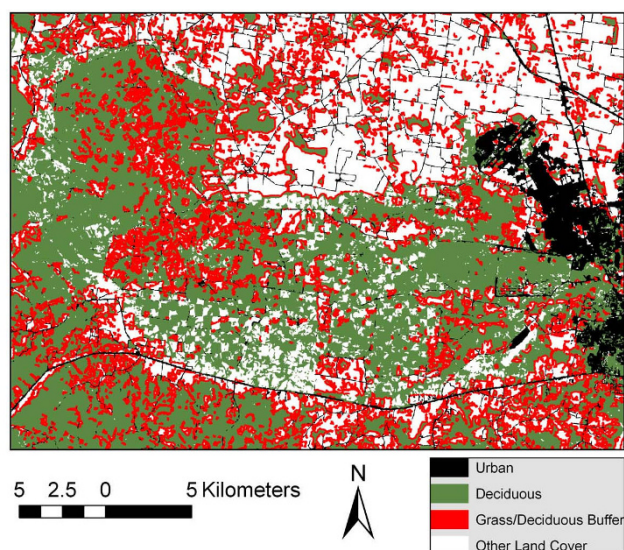 N
5 2.5 0 5 Kilometers
Urban
Deciduous
Grass/Deciduous Buffer
Other Land Cover